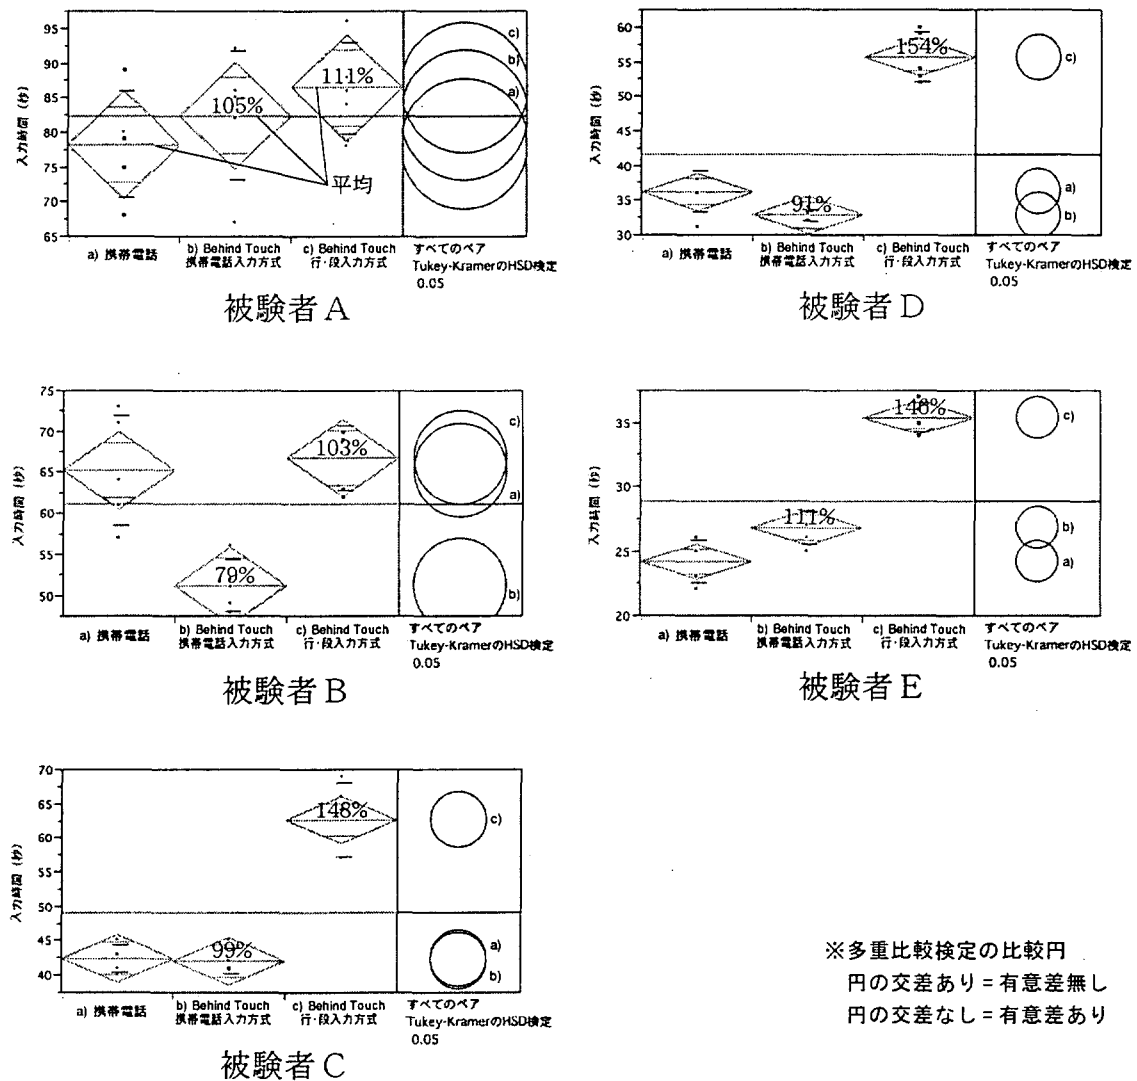 95
90
85
80
75
70
65
入力時間 (秒)
105%
111%
平均
c)
b)
a)
a) 携帯電話
b) Behind Touch
携帯電話入力方式
c) Behind Touch
行・段入力方式
すべてのペア
Tukey-KramerのHSD検定
0.05
被験者A
75
70
65
60
55
50
入力時間 (秒)
79%
103%
c)
a)
b)
a) 携帯電話
b) Behind Touch
携帯電話入力方式
c) Behind Touch
行・段入力方式
すべてのペア
Tukey-KramerのHSD検定
0.05
被験者B
70
65
60
55
50
45
40
入力時間 (秒)
99%
148%
c)
a)
b)
a) 携帯電話
b) Behind Touch
携帯電話入力方式
c) Behind Touch
行・段入力方式
すべてのペア
Tukey-KramerのHSD検定
0.05
被験者C
60
55
50
45
40
35
30
入力時間 (秒)
91%
154%
c)
a)
b)
a) 携帯電話
b) Behind Touch
携帯電話入力方式
c) Behind Touch
行・段入力方式
すべてのペア
Tukey-KramerのHSD検定
0.05
被験者D
35
30
25
20
入力時間 (秒)
111%
c)
b)
a)
a) 携帯電話
b) Behind Touch
携帯電話入力方式
c) Behind Touch
行・段入力方式
すべてのペア
Tukey-KramerのHSD検定
0.05
被験者E
※多重比較検定の比較円
円の交差あり=有意差無し
円の交差なし=有意差あり